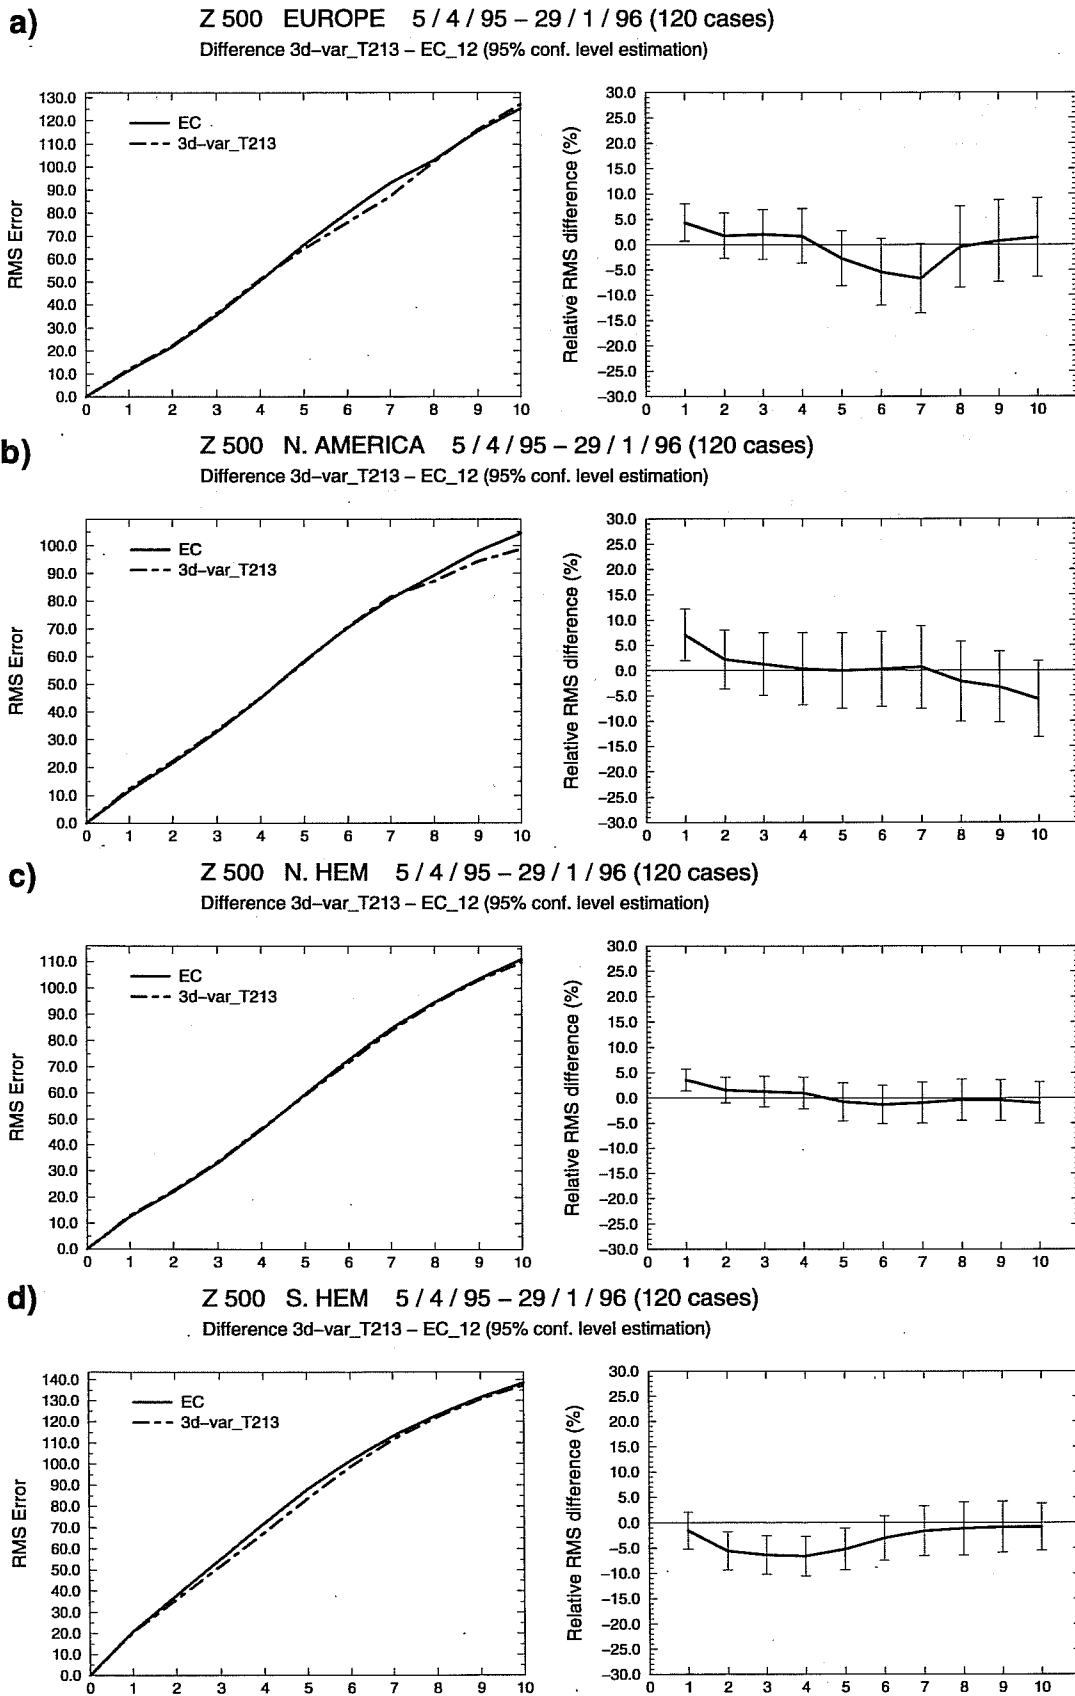 a)
Z 500 EUROPE 5 / 4 / 95 – 29 / 1 / 96 (120 cases)
Difference 3d–var_T213 – EC_12 (95% conf. level estimation)
RMS Error
130.0
120.0
110.0
100.0
90.0
80.0
70.0
60.0
50.0
40.0
30.0
20.0
10.0
0.0
EC
3d–var_T213
0 1 2 3 4 5 6 7 8 9 10
Relative RMS difference (%)
30.0
25.0
20.0
15.0
10.0
5.0
0.0
–5.0
–10.0
–15.0
–20.0
–25.0
–30.0
0 1 2 3 4 5 6 7 8 9 10
b)
Z 500 N. AMERICA 5 / 4 / 95 – 29 / 1 / 96 (120 cases)
Difference 3d–var_T213 – EC_12 (95% conf. level estimation)
RMS Error
100.0
90.0
80.0
70.0
60.0
50.0
40.0
30.0
20.0
10.0
0.0
EC
3d–var_T213
0 1 2 3 4 5 6 7 8 9 10
Relative RMS difference (%)
30.0
25.0
20.0
15.0
10.0
5.0
0.0
–5.0
–10.0
–15.0
–20.0
–25.0
–30.0
0 1 2 3 4 5 6 7 8 9 10
c)
Z 500 N. HEM 5 / 4 / 95 – 29 / 1 / 96 (120 cases)
Difference 3d–var_T213 – EC_12 (95% conf. level estimation)
RMS Error
110.0
100.0
90.0
80.0
70.0
60.0
50.0
40.0
30.0
20.0
10.0
0.0
EC
3d–var_T213
0 1 2 3 4 5 6 7 8 9 10
Relative RMS difference (%)
30.0
25.0
20.0
15.0
10.0
5.0
0.0
–5.0
–10.0
–15.0
–20.0
–25.0
–30.0
0 1 2 3 4 5 6 7 8 9 10
d)
Z 500 S. HEM 5 / 4 / 95 – 29 / 1 / 96 (120 cases)
Difference 3d–var_T213 – EC_12 (95% conf. level estimation)
RMS Error
140.0
130.0
120.0
110.0
100.0
90.0
80.0
70.0
60.0
50.0
40.0
30.0
20.0
10.0
0.0
EC
3d–var_T213
0 1 2 3 4 5 6 7 8 9 10
Relative RMS difference (%)
30.0
25.0
20.0
15.0
10.0
5.0
0.0
–5.0
–10.0
–15.0
–20.0
–25.0
–30.0
0 1 2 3 4 5 6 7 8 9 10